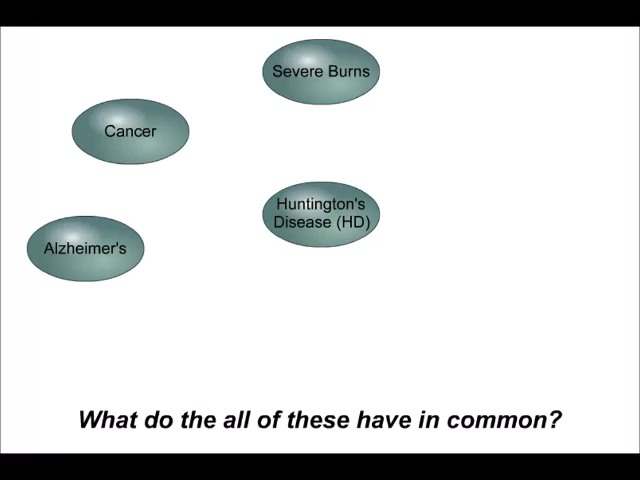 Severe Burns
Cancer
Huntington's
Disease (HD)
Alzheimer's
What do the all of these have in common?